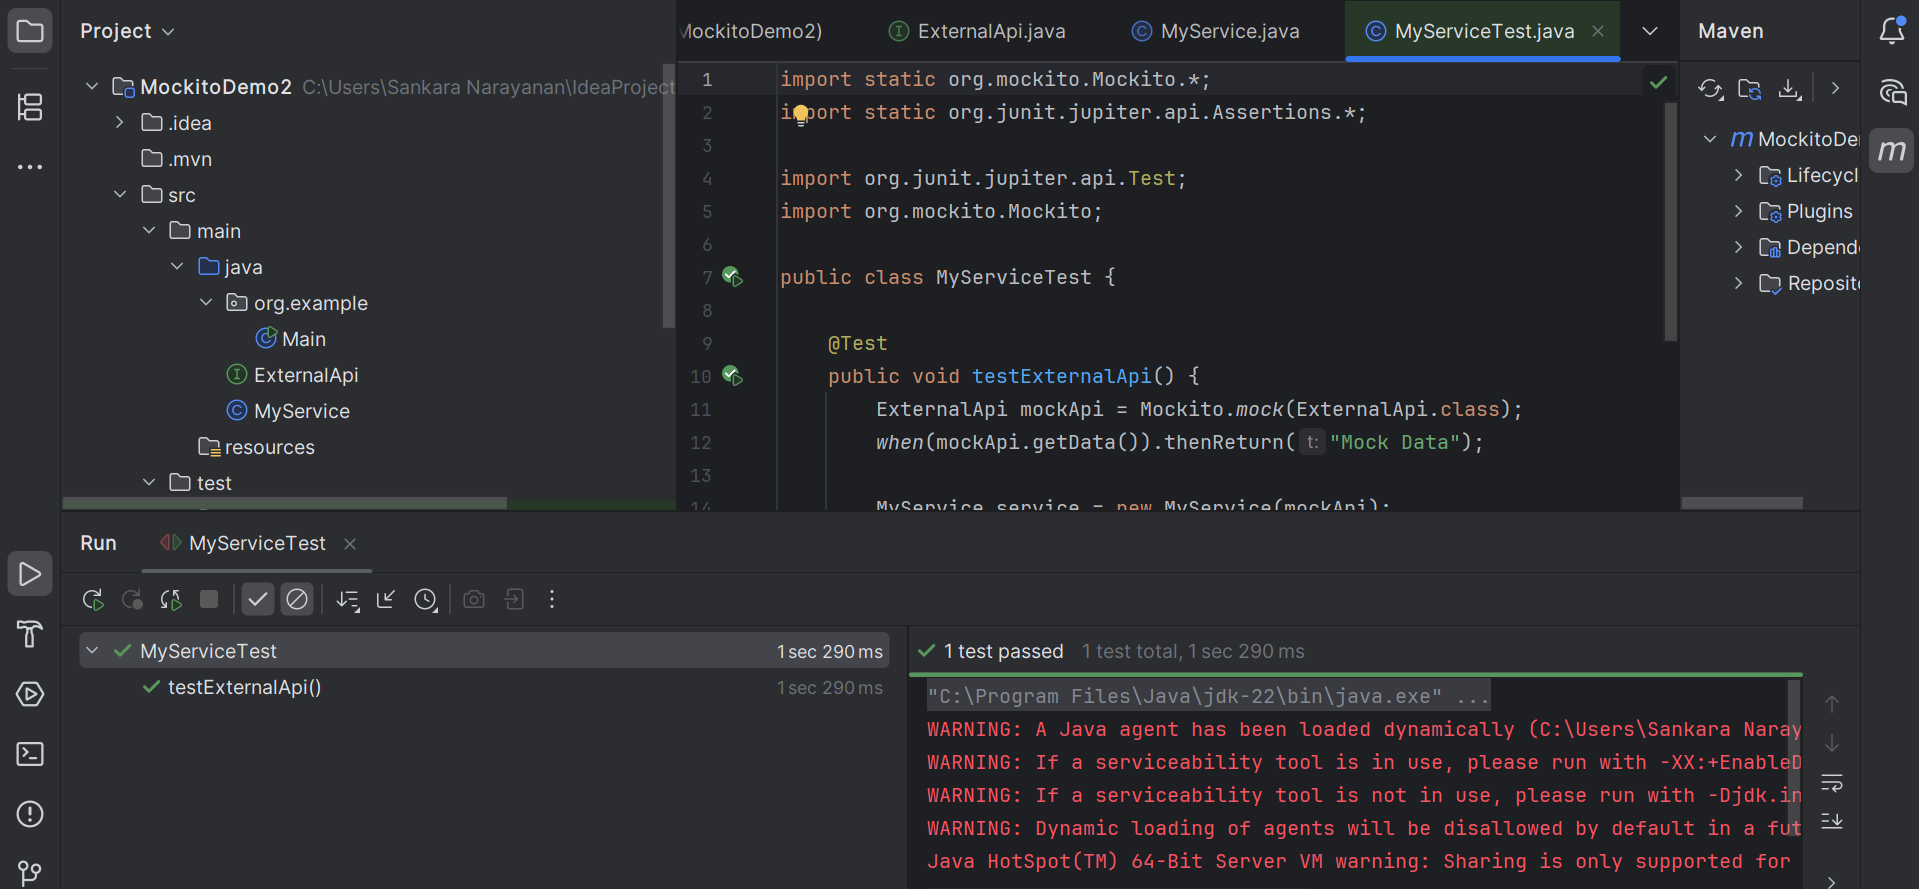 Project
MockitoDemo2 C:\Users\Sankara Narayanan\IdeaProject
.idea
.mvn
src
main
java
org.example
Main
ExternalApi
MyService
resources
test
MockitoDemo2)
ExternalApi.java
MyService.java
MyServiceTest.java
1 import static org.mockito.Mockito.*;
2 import static org.junit.jupiter.api.Assertions.*;
3
4 import org.junit.jupiter.api.Test;
5 import org.mockito.Mockito;
6
7 public class MyServiceTest {
8
9 @Test
10 public void testExternalApi() {
11 ExternalApi mockApi = Mockito.mock(ExternalApi.class);
12 when(mockApi.getData()).thenReturn( t: "Mock Data");
13
14 MyService service = new MyService(mockApi);
Maven
m MockitoDe
Lifecycl
Plugins
Depend
Reposit
m
Run
MyServiceTest
MyServiceTest 1 sec 290 ms
testExternalApi() 1 sec 290 ms
1 test passed 1 test total, 1 sec 290 ms
"C:\Program Files\Java\jdk-22\bin\java.exe" ...
WARNING: A Java agent has been loaded dynamically (C:\Users\Sankara Naray
WARNING: If a serviceability tool is in use, please run with -XX:+EnableD
WARNING: If a serviceability tool is not in use, please run with -Djdk.in
WARNING: Dynamic loading of agents will be disallowed by default in a fut
Java HotSpot(TM) 64-Bit Server VM warning: Sharing is only supported for